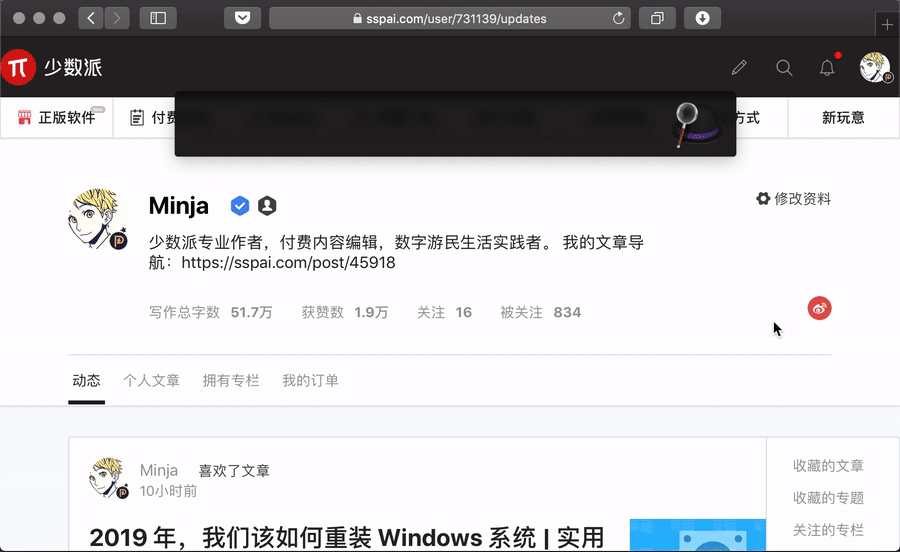 sspai.com/user/731139/updates
少数派
正版软件
付费
方式
新玩意
Minja
修改资料
少数派专业作者，付费内容编辑，数字游民生活实践者。 我的文章导
航：https://sspai.com/post/45918
写作总字数 51.7万 获赞数 1.9万 关注 16 被关注 834
动态 个人文章 拥有专栏 我的订单
Minja 喜欢了文章
10小时前
2019 年，我们该如何重装 Windows 系统 | 实用
收藏的文章
收藏的专题
关注的专栏